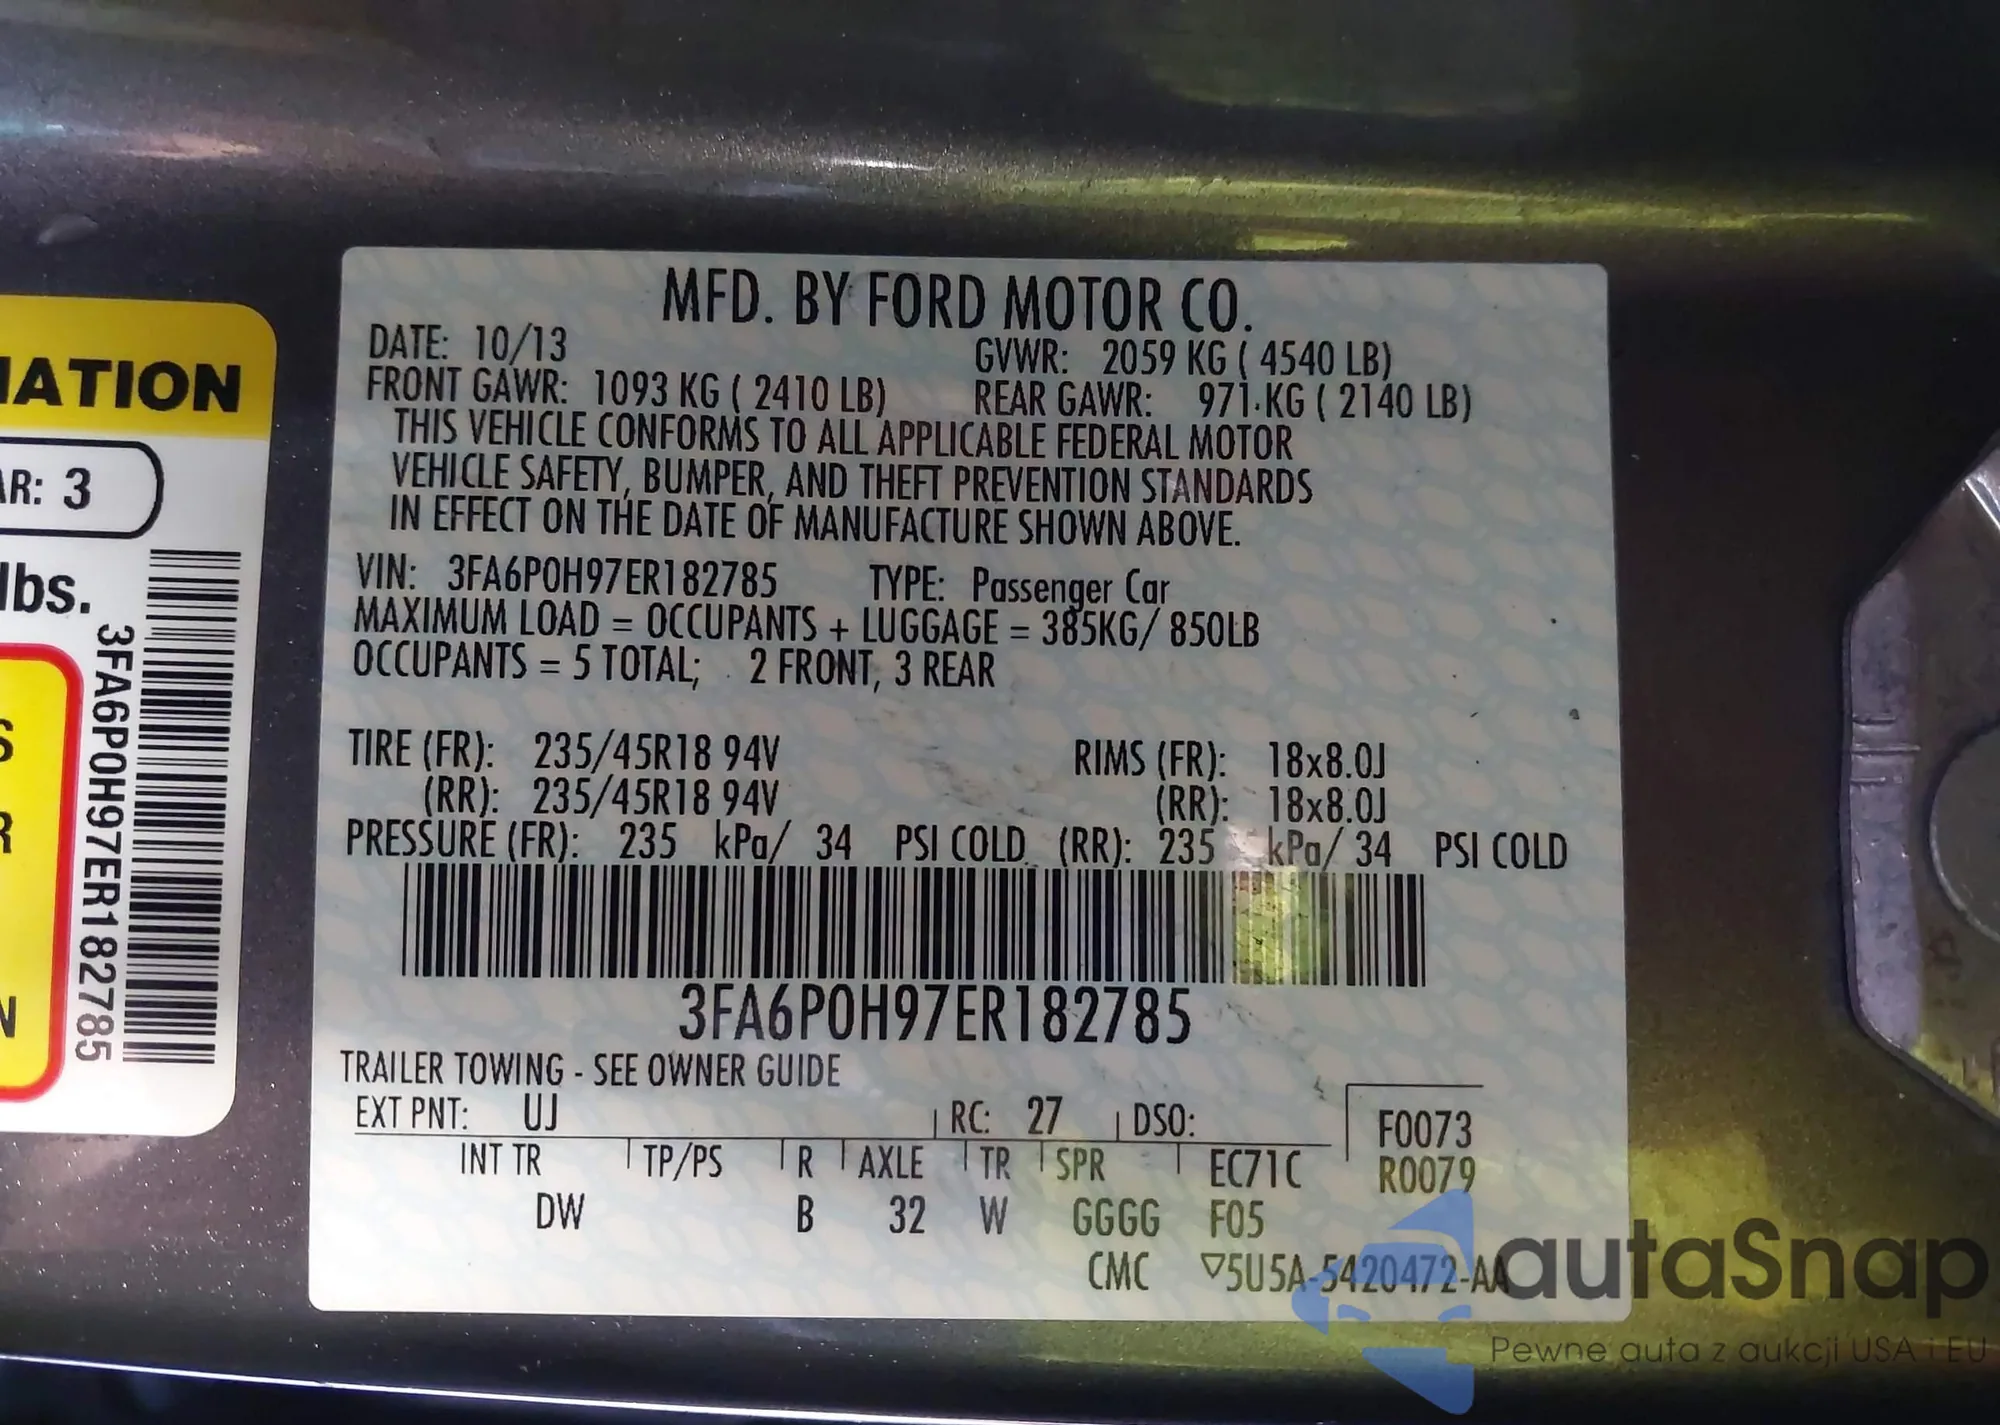 MATION
AR: 3
lbs.
S
R
N
3FA6P0H97ER182785
MFD. BY FORD MOTOR CO.
DATE: 10/13 GVWR: 2059 KG ( 4540 LB)
FRONT GAWR: 1093 KG ( 2410 LB) REAR GAWR: 971 KG ( 2140 LB)
THIS VEHICLE CONFORMS TO ALL APPLICABLE FEDERAL MOTOR
VEHICLE SAFETY, BUMPER, AND THEFT PREVENTION STANDARDS
IN EFFECT ON THE DATE OF MANUFACTURE SHOWN ABOVE.
VIN: 3FA6P0H97ER182785 TYPE: Passenger Car
MAXIMUM LOAD = OCCUPANTS + LUGGAGE = 385KG/ 850LB
OCCUPANTS = 5 TOTAL; 2 FRONT, 3 REAR
TIRE (FR): 235/45R18 94V RIMS (FR): 18x8.0J
(RR): 235/45R18 94V (RR): 18x8.0J
PRESSURE (FR): 235 kPa/ 34 PSI COLD (RR): 235 kPa/ 34 PSI COLD
3FA6P0H97ER182785
TRAILER TOWING - SEE OWNER GUIDE
EXT PNT: UJ RC: 27 DSO: F0073
INT TR TP/PS R AXLE TR SPR EC71C R0079
DW B 32 W GGGG F05
CMC ▽5U5A-5420472-AA
autaSnap
Pewne auta z aukcji USA i EU